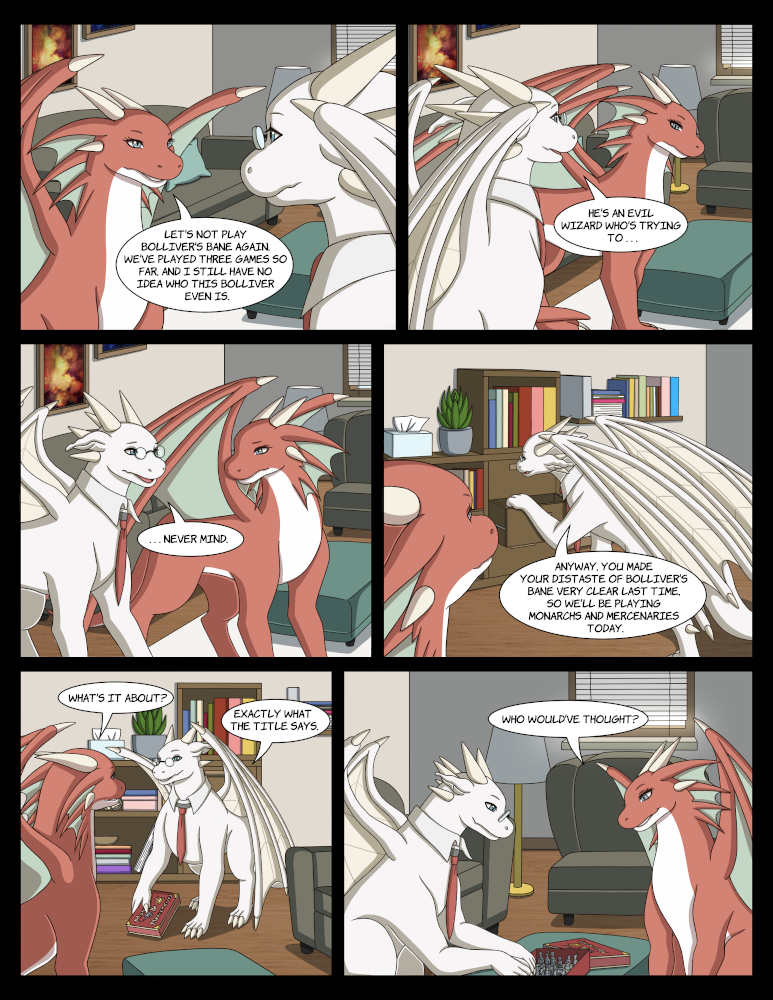 LET'S NOT PLAY
BOLLIVER'S BANE AGAIN.
WE'VE PLAYED THREE GAMES SO
FAR, AND I STILL HAVE NO
IDEA WHO THIS BOLLIVER
EVEN IS.
HE'S AN EVIL
WIZARD WHO'S TRYING
TO . . .
. . . NEVER MIND.
ANYWAY, YOU MADE
YOUR DISTASTE OF BOLLIVER'S
BANE VERY CLEAR LAST TIME,
SO WE'LL BE PLAYING
MONARCHS AND MERCENARIES
TODAY.
WHAT'S IT ABOUT?
EXACTLY WHAT
THE TITLE SAYS.
WHO WOULD'VE THOUGHT?